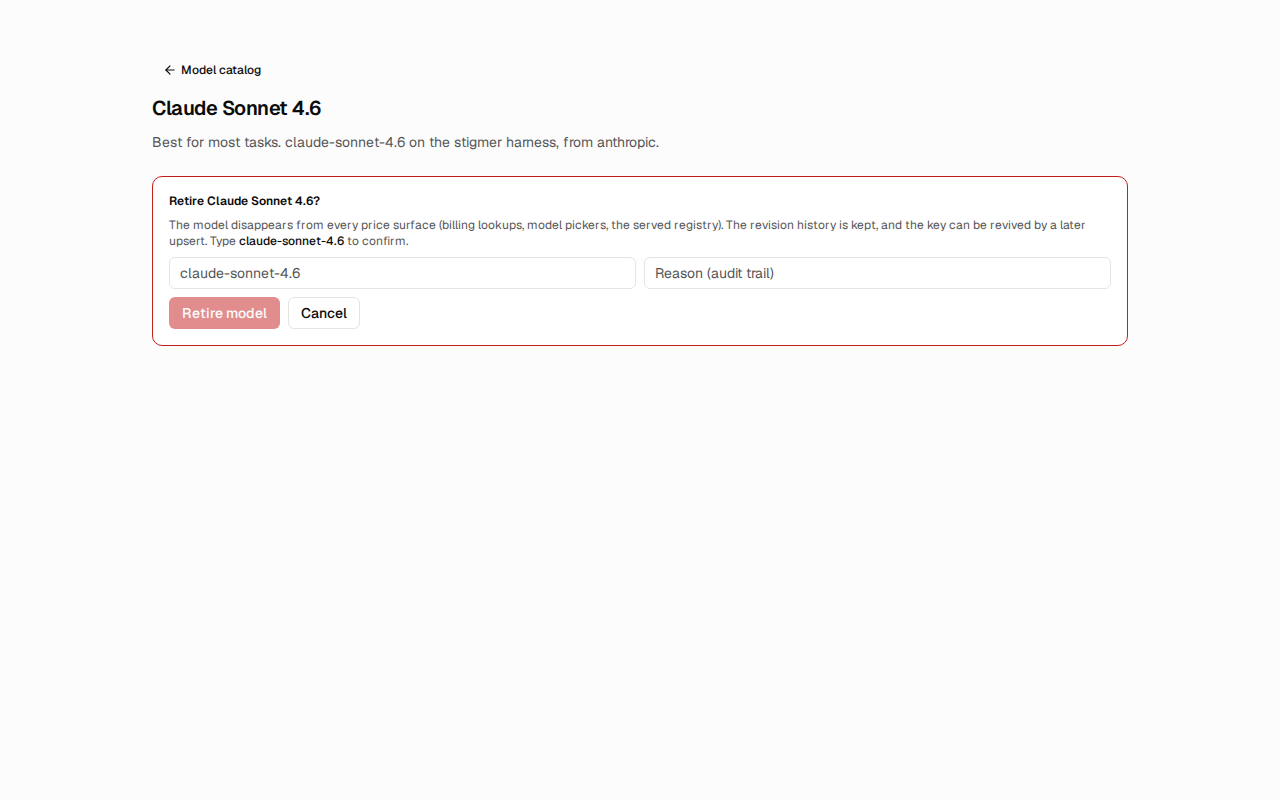 Model catalog
Claude Sonnet 4.6
Best for most tasks. claude-sonnet-4.6 on the stigmer harness, from anthropic.
Retire Claude Sonnet 4.6?
The model disappears from every price surface (billing lookups, model pickers, the served registry). The revision history is kept, and the key can be revived by a later
upsert. Type claude-sonnet-4.6 to confirm.
claude-sonnet-4.6
Reason (audit trail)
Retire model
Cancel